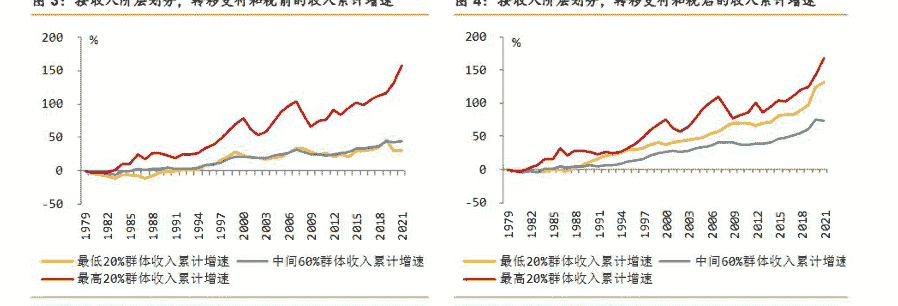 图 3：按收入阶层划分，转移支付和税前的收入累计增速
%
200
150
100
50
0
-50
1979 1982 1985 1988 1991 1994 1997 2000 2003 2006 2009 2012 2015 2018 2021
最低20%群体收入累计增速 中间60%群体收入累计增速
最高20%群体收入累计增速
图 4：按收入阶层划分，转移支付和税后的收入累计增速
%
200
150
100
50
0
-50
1979 1982 1985 1988 1991 1994 1997 2000 2003 2006 2009 2012 2015 2018 2021
最低20%群体收入累计增速 中间60%群体收入累计增速
最高20%群体收入累计增速